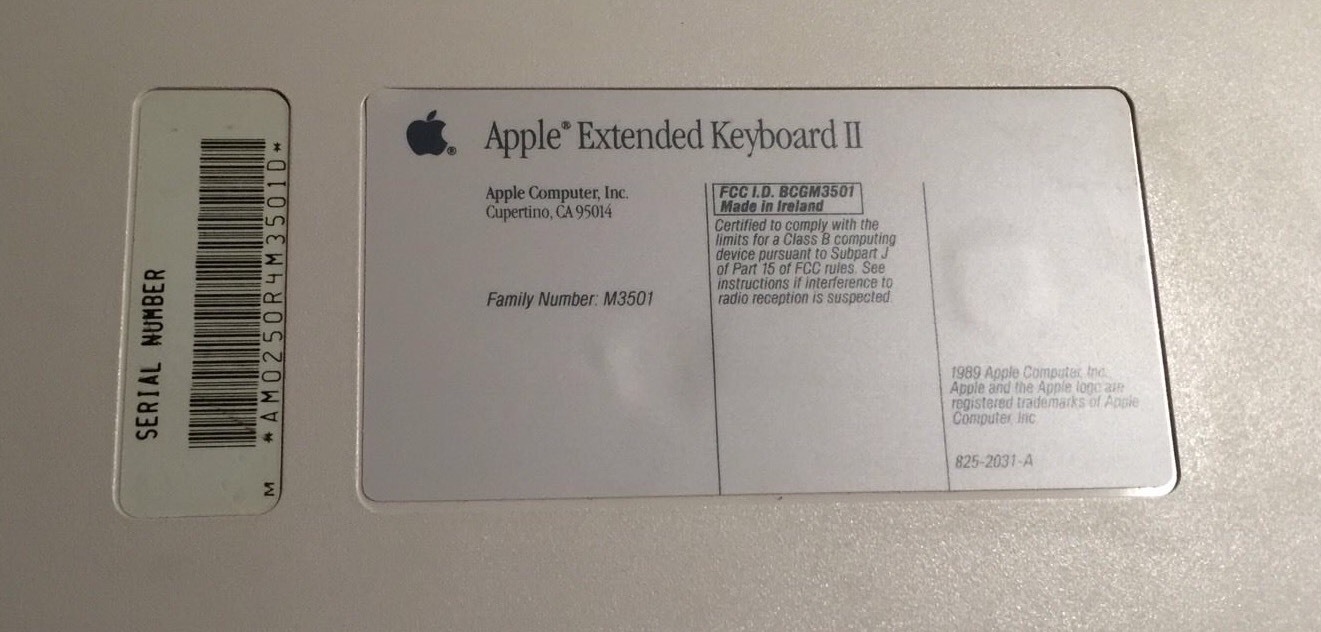 SERIAL NUMBER
M *AM0250R4M3501D*
Apple® Extended Keyboard II
Apple Computer, Inc.
Cupertino, CA 95014
Family Number: M3501
FCC I.D. BCGM3501
Made in Ireland
Certified to comply with the
limits for a Class B computing
device pursuant to Subpart J
of Part 15 of FCC rules. See
instructions if interference to
radio reception is suspected.
1989 Apple Computer, Inc.
Apple and the Apple logo are
registered trademarks of Apple
Computer, Inc.
825-2031-A